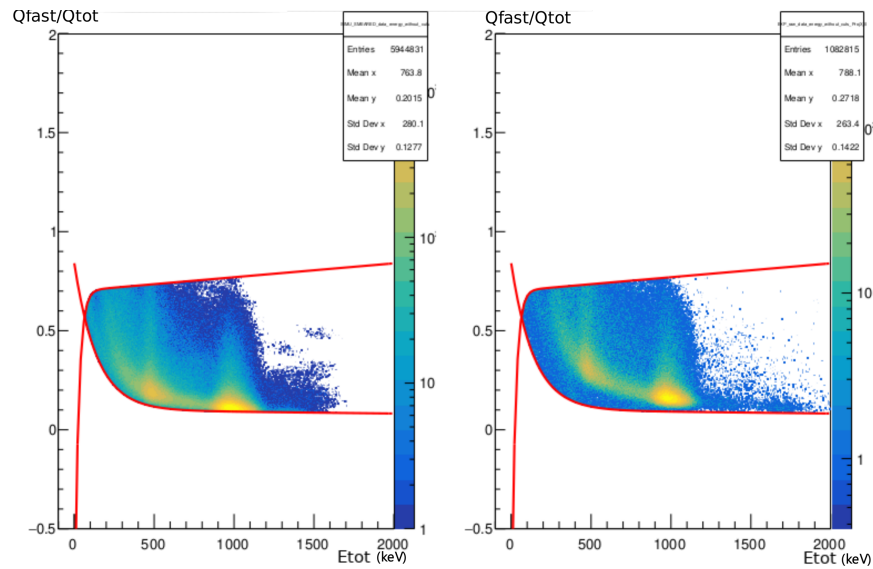 Qfast/Qtot
Entries 5944831
Mean x 763.8
Mean y 0.2015
Std Dev x 280.1
Std Dev y 0.1277
2
1.5
1
0.5
0
−0.5
0 500 1000 1500 2000
Etot (keV)
10
10
1
Qfast/Qtot
Entries 1082815
Mean x 788.1
Mean y 0.2718
Std Dev x 263.4
Std Dev y 0.1422
2
1.5
1
0.5
0
−0.5
0 500 1000 1500 2000
Etot (keV)
10
1